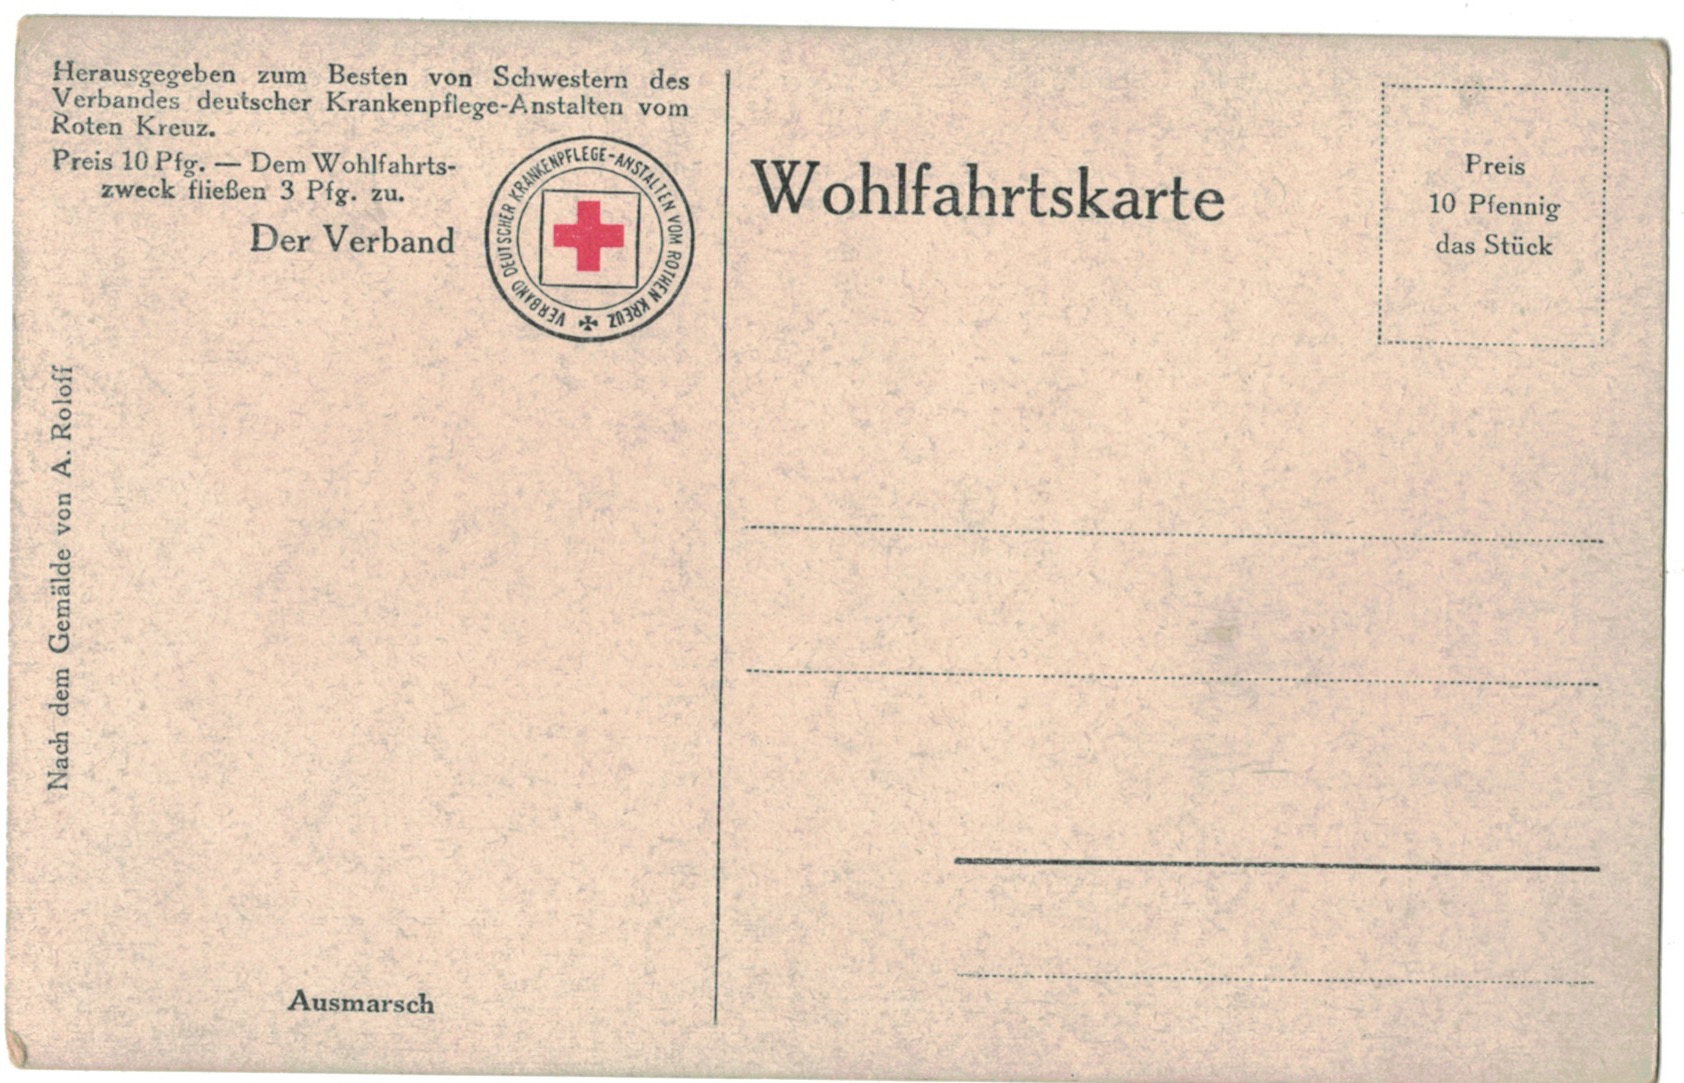 Herausgegeben zum Besten von Schwestern des
Verbandes deutscher Krankenpflege-Anstalten vom
Roten Kreuz.
Preis 10 Pfg. — Dem Wohlfahrts-
zweck fließen 3 Pfg. zu.
Der Verband
VERBAND DEUTSCHER KRANKENPFLEGE-ANSTALTEN VOM ROTHEN KREUZ
Nach dem Gemälde von A. Roloff
Ausmarsch
Wohlfahrtskarte
Preis
10 Pfennig
das Stück